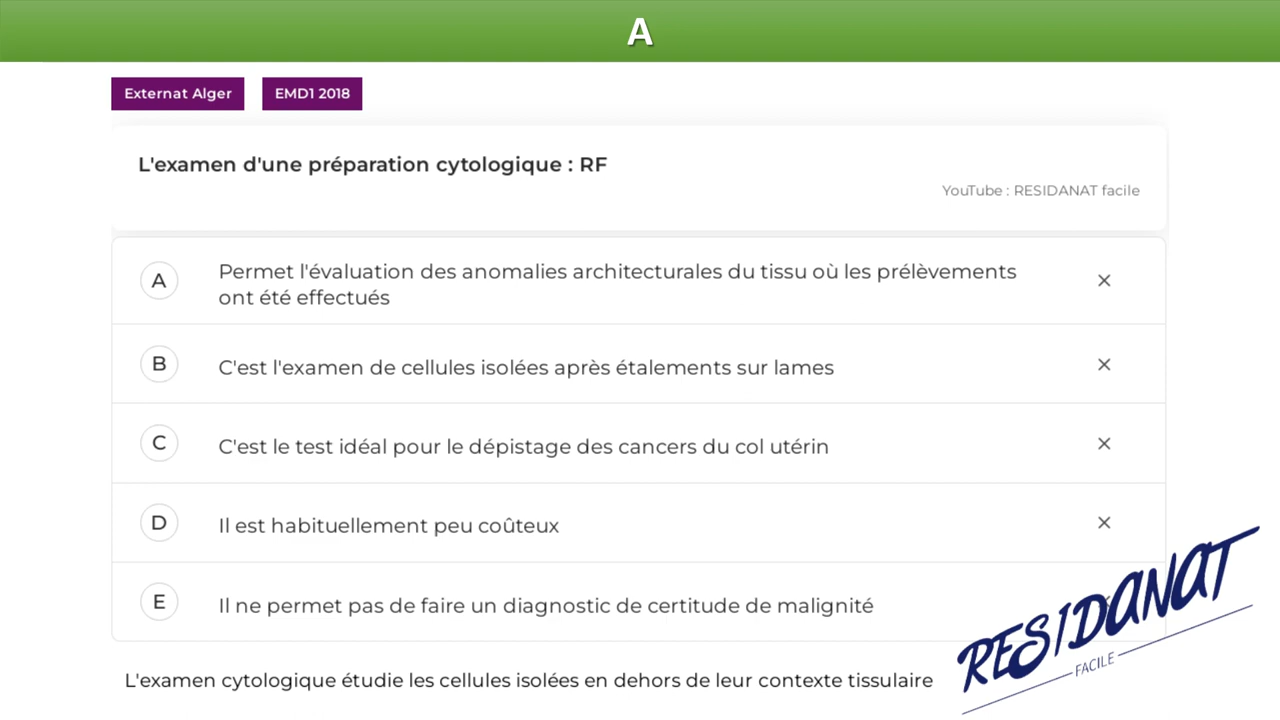 A
Externat Alger
EMD1 2018
L'examen d'une préparation cytologique : RF
YouTube : RESIDANAT facile
A
Permet l'évaluation des anomalies architecturales du tissu où les prélèvements
ont été effectués
B
C'est l'examen de cellules isolées après étalements sur lames
C
C'est le test idéal pour le dépistage des cancers du col utérin
D
Il est habituellement peu coûteux
E
Il ne permet pas de faire un diagnostic de certitude de malignité
RESIDANAT
FACILE
L'examen cytologique étudie les cellules isolées en dehors de leur contexte tissulaire